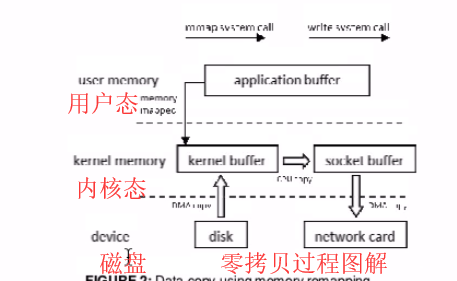 mmap system call write system call
user memory application buffer
用户态 memory
mapped
kernel memory kernel buffer socket buffer
CPU copy
内核态
DMA copy DMA copy
device disk network card
磁盘 零拷贝过程图解
FIGURE 2: Data copy using memory remapping